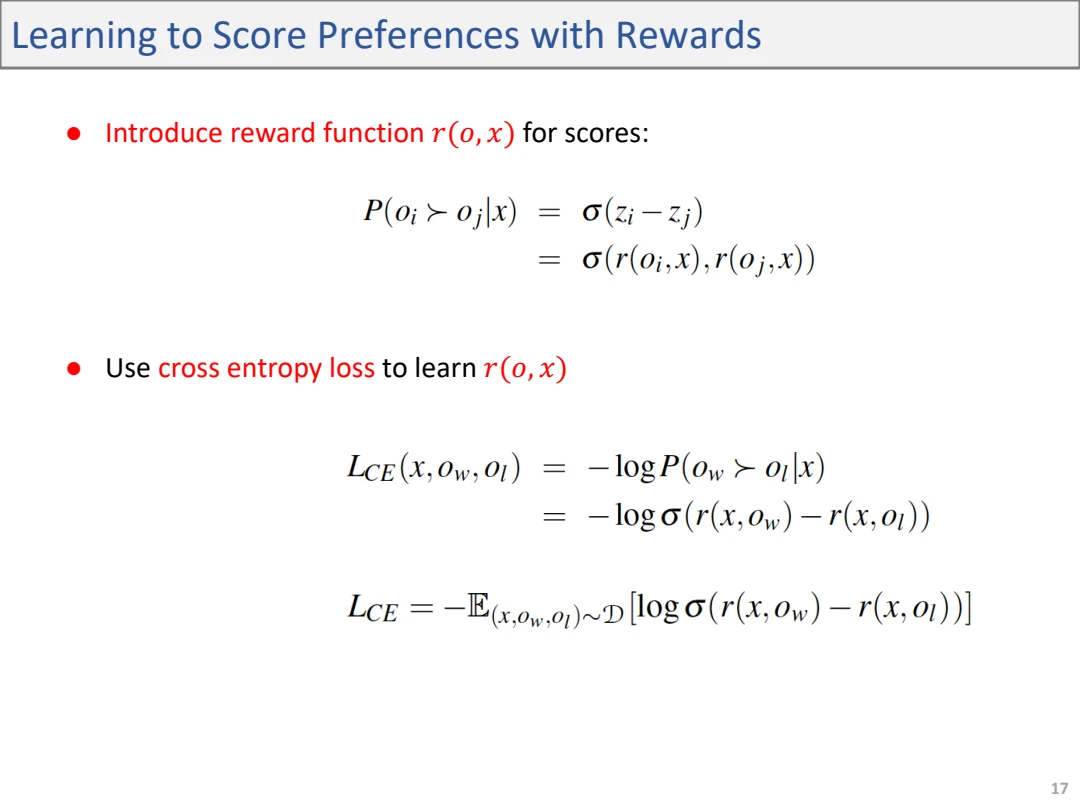 Learning to Score Preferences with Rewards
● Introduce reward function r(o, x) for scores:
P(o_i ≻ o_j|x) = σ(z_i − z_j)
= σ(r(o_i, x), r(o_j, x))
● Use cross entropy loss to learn r(o, x)
L_CE(x, o_w, o_l) = − log P(o_w ≻ o_l|x)
= − log σ(r(x, o_w) − r(x, o_l))
L_CE = −𝔼_(x,o_w,o_l)∼𝒟 [log σ(r(x, o_w) − r(x, o_l))]
17